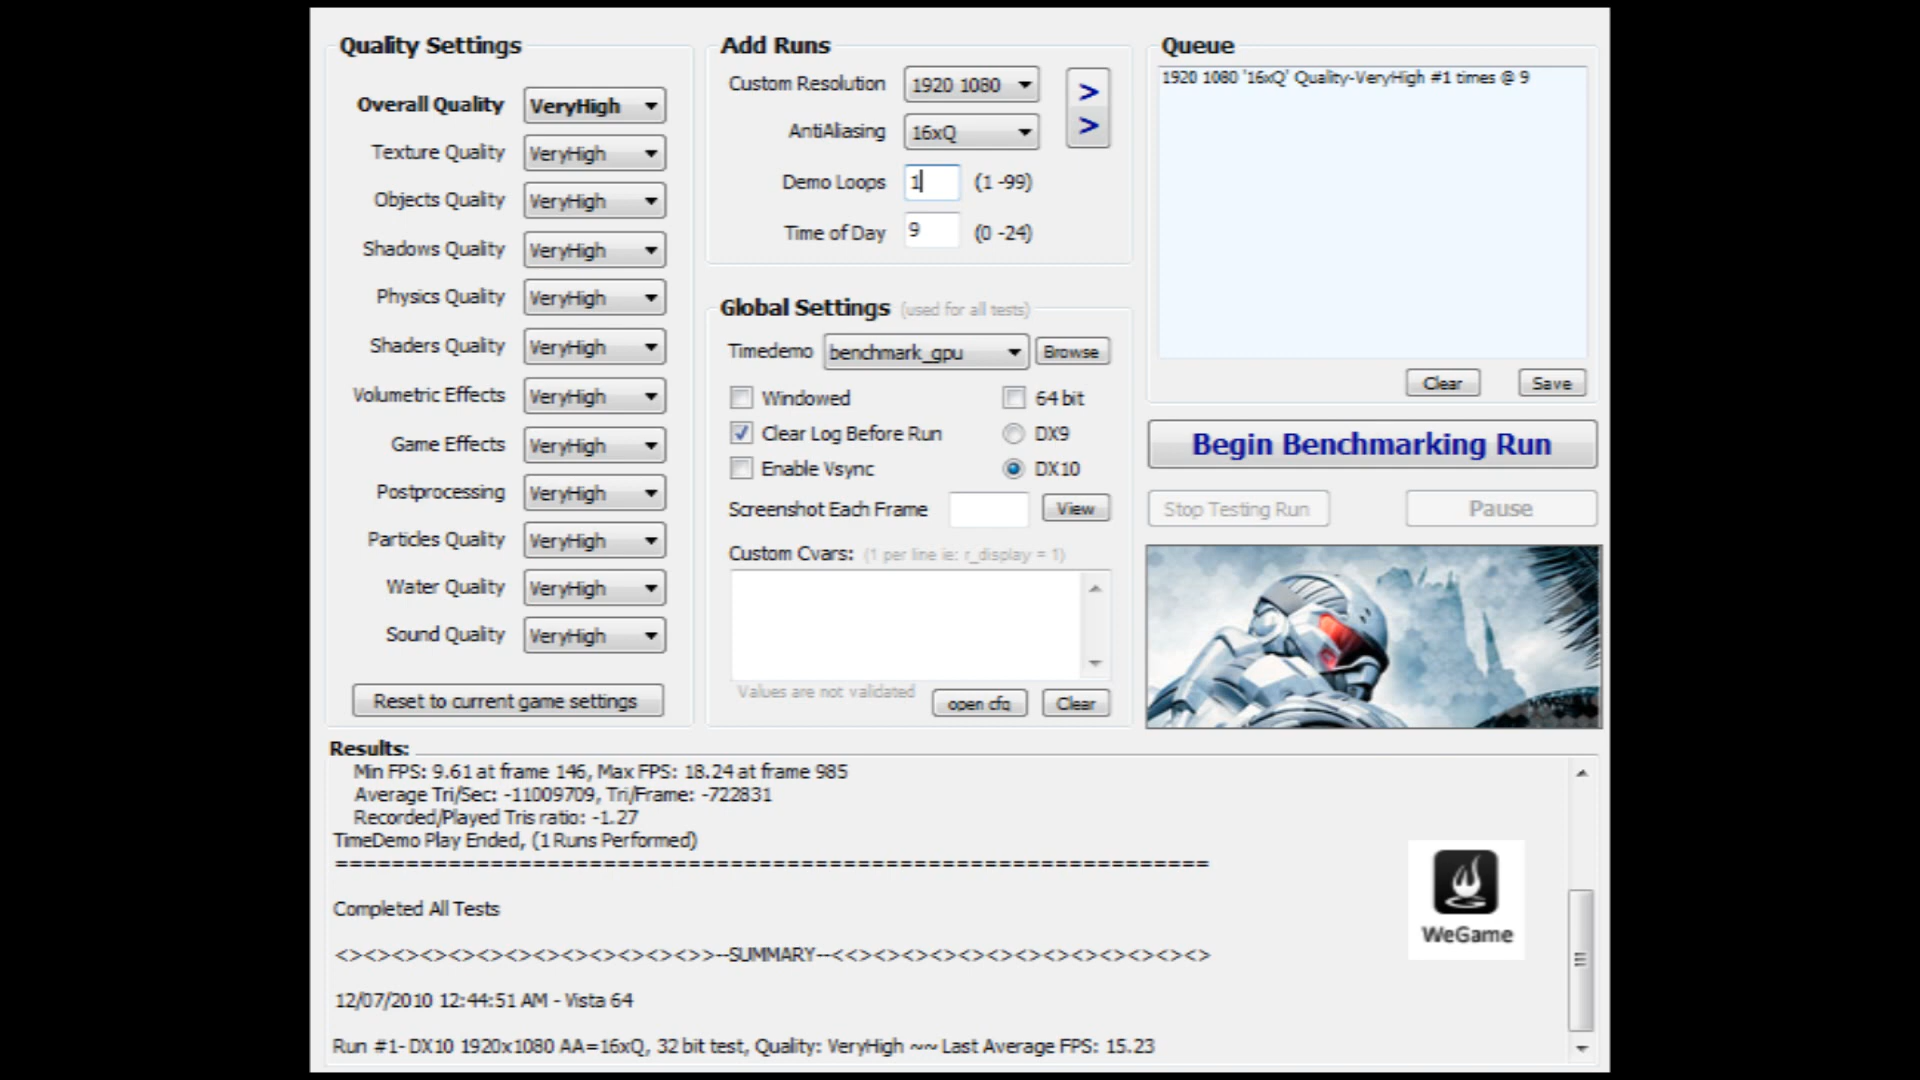 Quality Settings
Overall Quality VeryHigh
Texture Quality VeryHigh
Objects Quality VeryHigh
Shadows Quality VeryHigh
Physics Quality VeryHigh
Shaders Quality VeryHigh
Volumetric Effects VeryHigh
Game Effects VeryHigh
Postprocessing VeryHigh
Particles Quality VeryHigh
Water Quality VeryHigh
Sound Quality VeryHigh
Reset to current game settings
Add Runs
Custom Resolution 1920 1080
AntiAliasing 16xQ
>
>
Demo Loops 1 (1 -99)
Time of Day 9 (0 -24)
Global Settings (used for all tests)
Timedemo benchmark_gpu Browse
Windowed 64 bit
Clear Log Before Run DX9
Enable Vsync DX10
Screenshot Each Frame View
Custom Cvars: (1 per line ie: r_display = 1)
Values are not validated open cfg Clear
Queue
1920 1080 '16xQ' Quality-VeryHigh #1 times @ 9
Clear Save
Begin Benchmarking Run
Stop Testing Run Pause
Results:
Min FPS: 9.61 at frame 146, Max FPS: 18.24 at frame 985
Average Tri/Sec: -11009709, Tri/Frame: -722831
Recorded/Played Tris ratio: -1.27
TimeDemo Play Ended, (1 Runs Performed)
==============================================================
Completed All Tests
<><><><><><><><><><><><><>>--SUMMARY--<<><><><><><><><><><><><><>
12/07/2010 12:44:51 AM - Vista 64
Run #1- DX10 1920x1080 AA=16xQ, 32 bit test, Quality: VeryHigh ~~ Last Average FPS: 15.23
WeGame